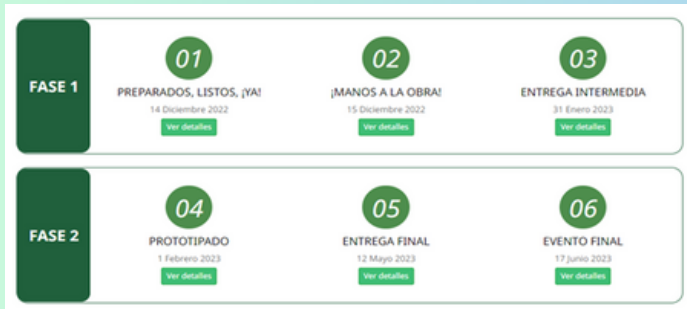 FASE 1
01
PREPARADOS, LISTOS, ¡YA!
14 Diciembre 2022
Ver detalles
02
¡MANOS A LA OBRA!
15 Diciembre 2022
Ver detalles
03
ENTREGA INTERMEDIA
31 Enero 2023
Ver detalles
FASE 2
04
PROTOTIPADO
1 Febrero 2023
Ver detalles
05
ENTREGA FINAL
12 Mayo 2023
Ver detalles
06
EVENTO FINAL
17 Junio 2023
Ver detalles